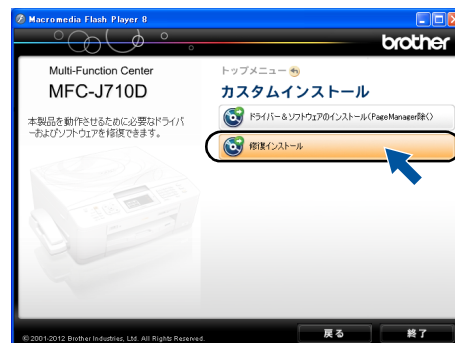 Macromedia Flash Player 8
brother
Multi-Function Center
MFC-J710D
本製品を動作させるために必要なドライバ
ーおよびソフトウェアを修復できます。
トップメニュー
カスタムインストール
ドライバー&ソフトウェアのインストール(PageManager除く)
修復インストール
© 2001-2012 Brother Industries, Ltd. All Rights Reserved.
戻る
終了